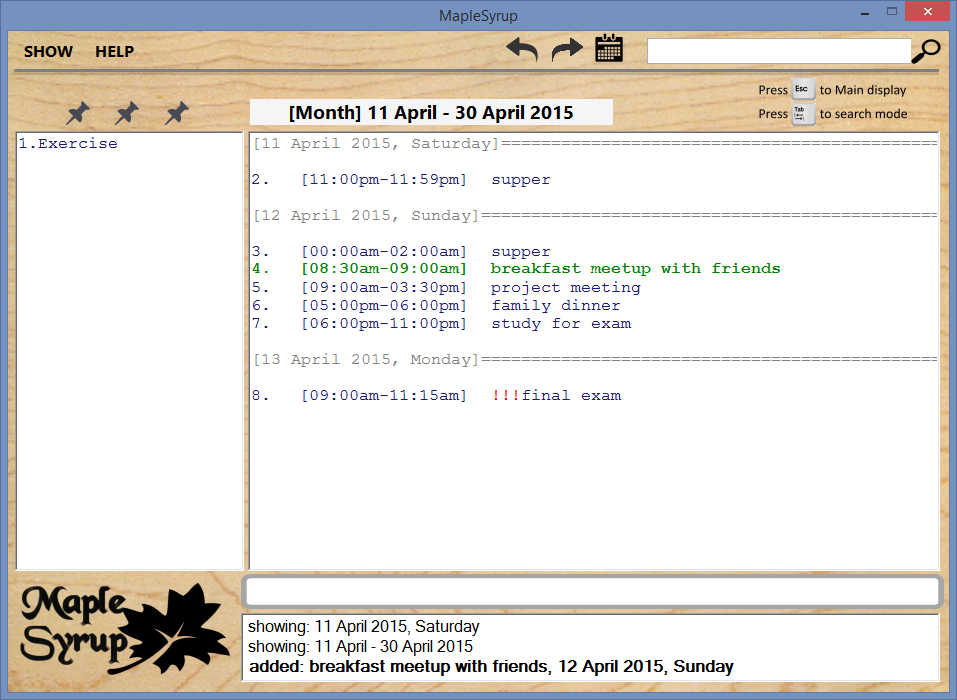 MapleSyrup
SHOW HELP
Press Esc to Main display
Press Tab to search mode
[Month] 11 April - 30 April 2015
1.Exercise
[11 April 2015, Saturday]============================================
2. [11:00pm-11:59pm] supper
[12 April 2015, Sunday]==============================================
3. [00:00am-02:00am] supper
4. [08:30am-09:00am] breakfast meetup with friends
5. [09:00am-03:30pm] project meeting
6. [05:00pm-06:00pm] family dinner
7. [06:00pm-11:00pm] study for exam
[13 April 2015, Monday]==============================================
8. [09:00am-11:15am] !!!final exam
Maple
Syrup
showing: 11 April 2015, Saturday
showing: 11 April - 30 April 2015
added: breakfast meetup with friends, 12 April 2015, Sunday